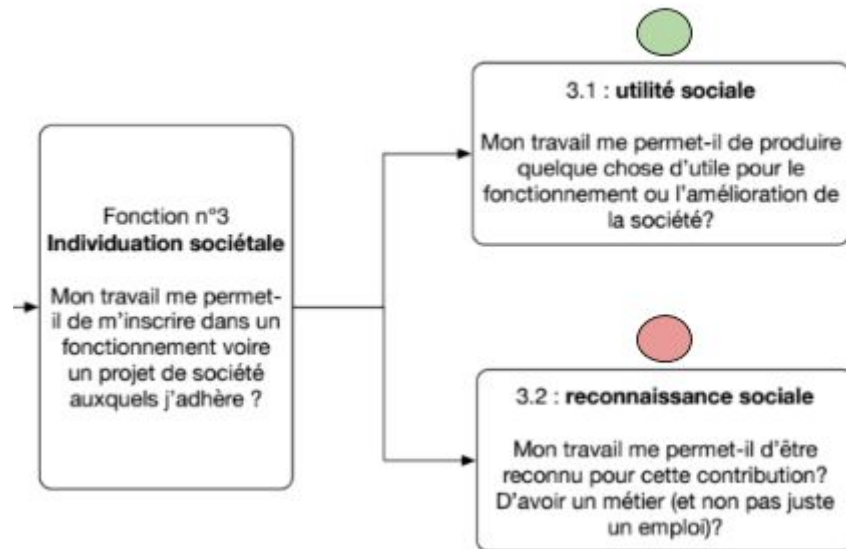 Fonction n°3
Individuation sociétale
Mon travail me permet-
il de m'inscrire dans un
fonctionnement voire
un projet de société
auxquels j'adhère ?
3.1 : utilité sociale
Mon travail me permet-il de produire
quelque chose d'utile pour le
fonctionnement ou l'amélioration de
la société?
3.2 : reconnaissance sociale
Mon travail me permet-il d'être
reconnu pour cette contribution?
D'avoir un métier (et non pas juste
un emploi)?